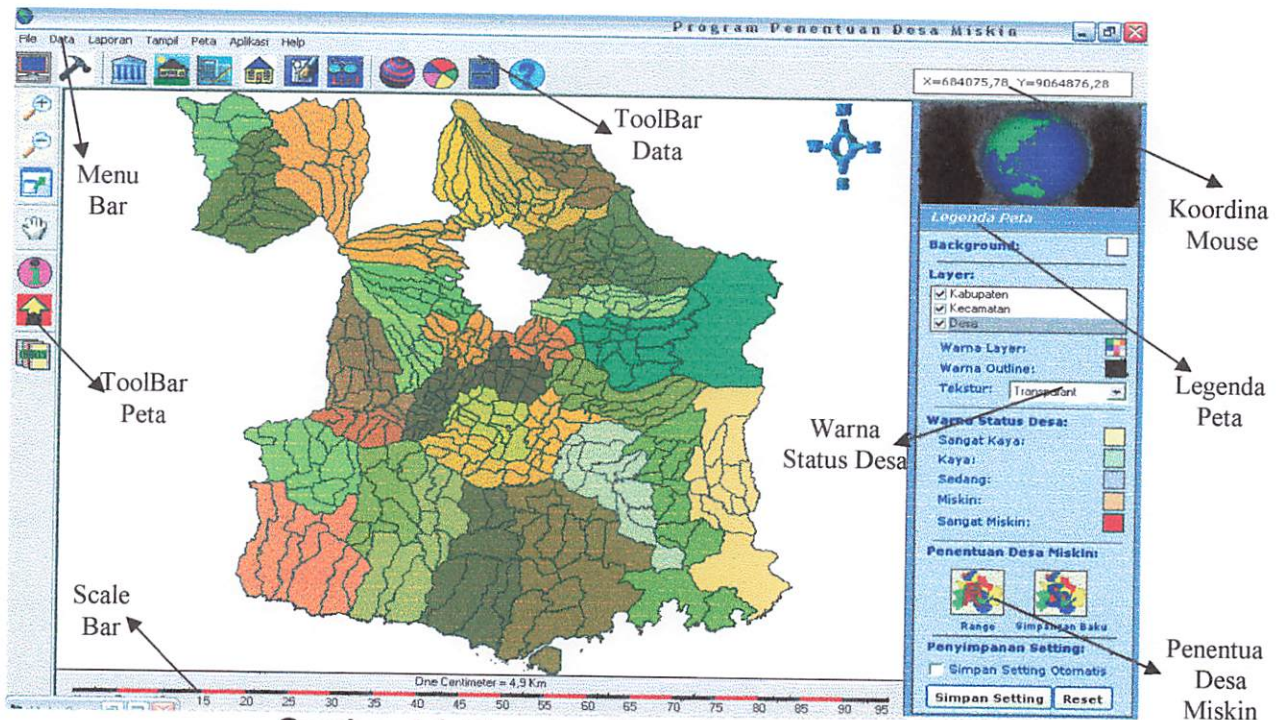 Program Penentuan Desa Miskin
File Data Laporan Tampil Peta Aplikasi Help
X=684075,78 Y=9064876,28
ToolBar
Data
Menu
Bar
Koordina
Mouse
Legenda Peta
Background:
Layer:
Kabupaten
Kecamatan
Desa
Warna Layer:
Warna Outline:
Tekstur: Transparant
ToolBar
Peta
Legenda
Peta
Warna
Status Desa
Warna Status Desa:
Sangat Kaya:
Kaya:
Sedang:
Miskin:
Sangat Miskin:
Penentuan Desa Miskin:
Range Simpangan Baku
Scale
Bar
Penentua
Desa
Miskin
Penyimpanan Setting:
Simpan Setting Otomatis
Simpan Setting Reset
One Centimeter = 4,9 Km
15 20 25 30 35 40 45 50 55 60 65 70 75 80 85 90 95